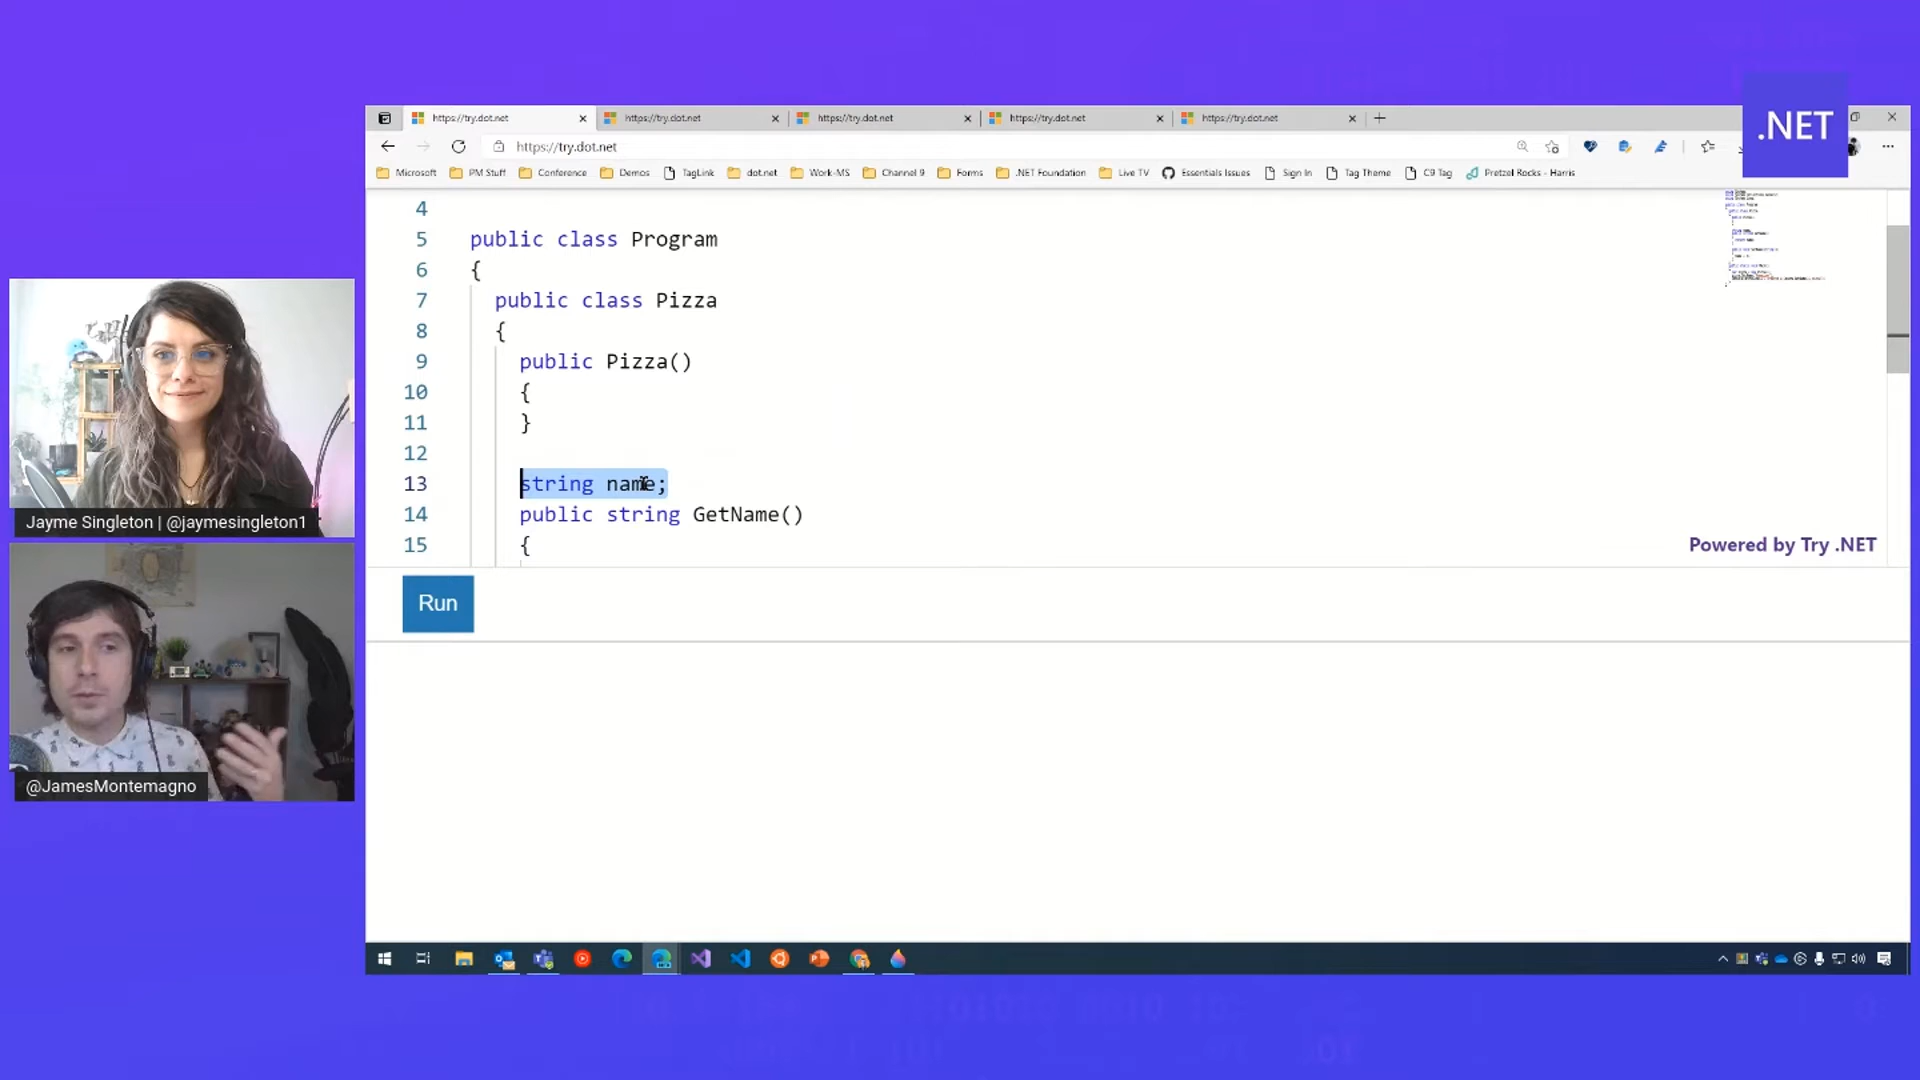 https://try.dot.net
https://try.dot.net
https://try.dot.net
https://try.dot.net
https://try.dot.net
.NET
https://try.dot.net
Microsoft
PM Stuff
Conference
Demos
TagLink
dot.net
Work-MS
Channel 9
Forms
.NET Foundation
Live TV
Essentials Issues
Sign In
Tag Theme
C9 Tag
Pretzel Rocks - Harris
4
5 public class Program
6 {
7 public class Pizza
8 {
9 public Pizza()
10 {
11 }
12
13 string name;
14 public string GetName()
15 {
Powered by Try .NET
Run
Jayme Singleton | @jaymesingleton1
@JamesMontemagno